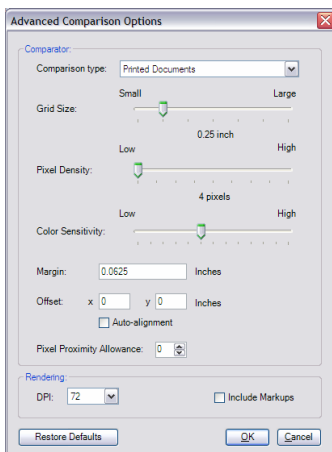 Advanced Comparison Options
Comparator:
Comparison type: Printed Documents
Small Large
Grid Size:
0.25 inch
Low High
Pixel Density:
4 pixels
Low High
Color Sensitivity:
Margin: 0.0625 Inches
Offset: x 0 y 0 Inches
Auto-alignment
Pixel Proximity Allowance: 0
Rendering:
DPI: 72 Include Markups
Restore Defaults OK Cancel